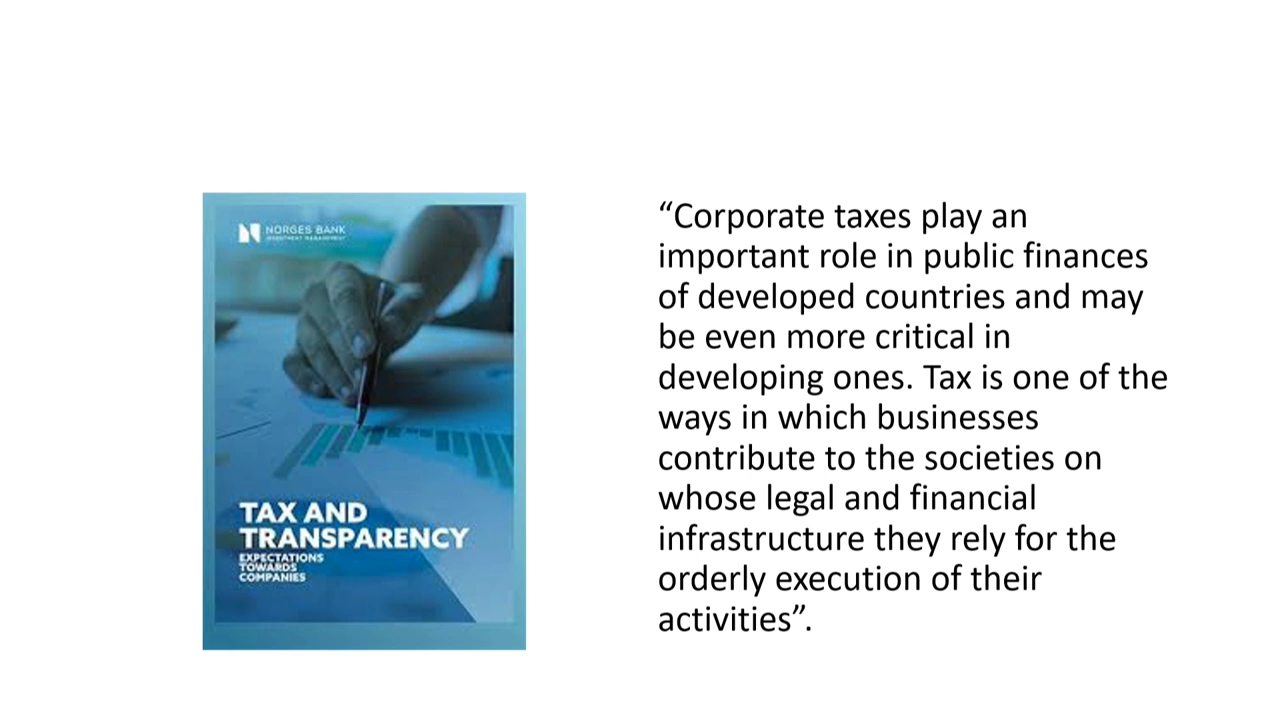 NORGES BANK
INVESTMENT MANAGEMENT
TAX AND
TRANSPARENCY
EXPECTATIONS
TOWARDS
COMPANIES
“Corporate taxes play an
important role in public finances
of developed countries and may
be even more critical in
developing ones. Tax is one of the
ways in which businesses
contribute to the societies on
whose legal and financial
infrastructure they rely for the
orderly execution of their
activities”.